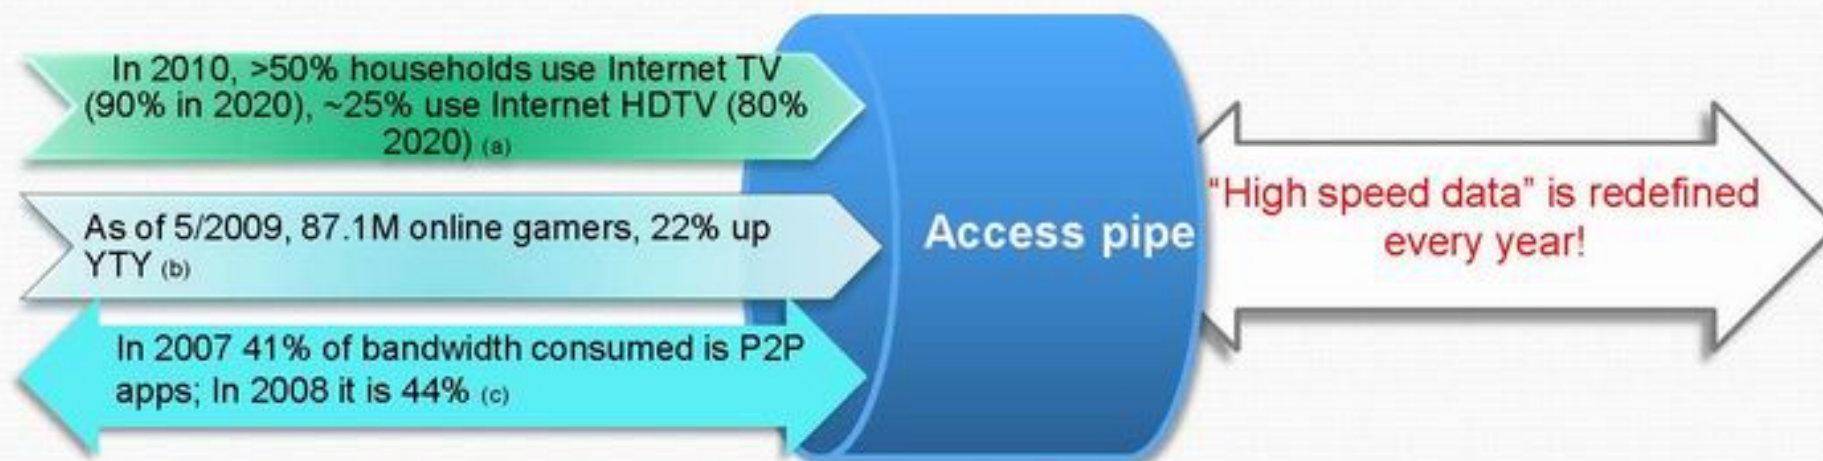 In 2010, >50% households use Internet TV
(90% in 2020), ~25% use Internet HDTV (80%
2020) (a)
As of 5/2009, 87.1M online gamers, 22% up
YTY (b)
In 2007 41% of bandwidth consumed is P2P
apps; In 2008 it is 44% (c)
Access pipe
“High speed data” is redefined
every year!